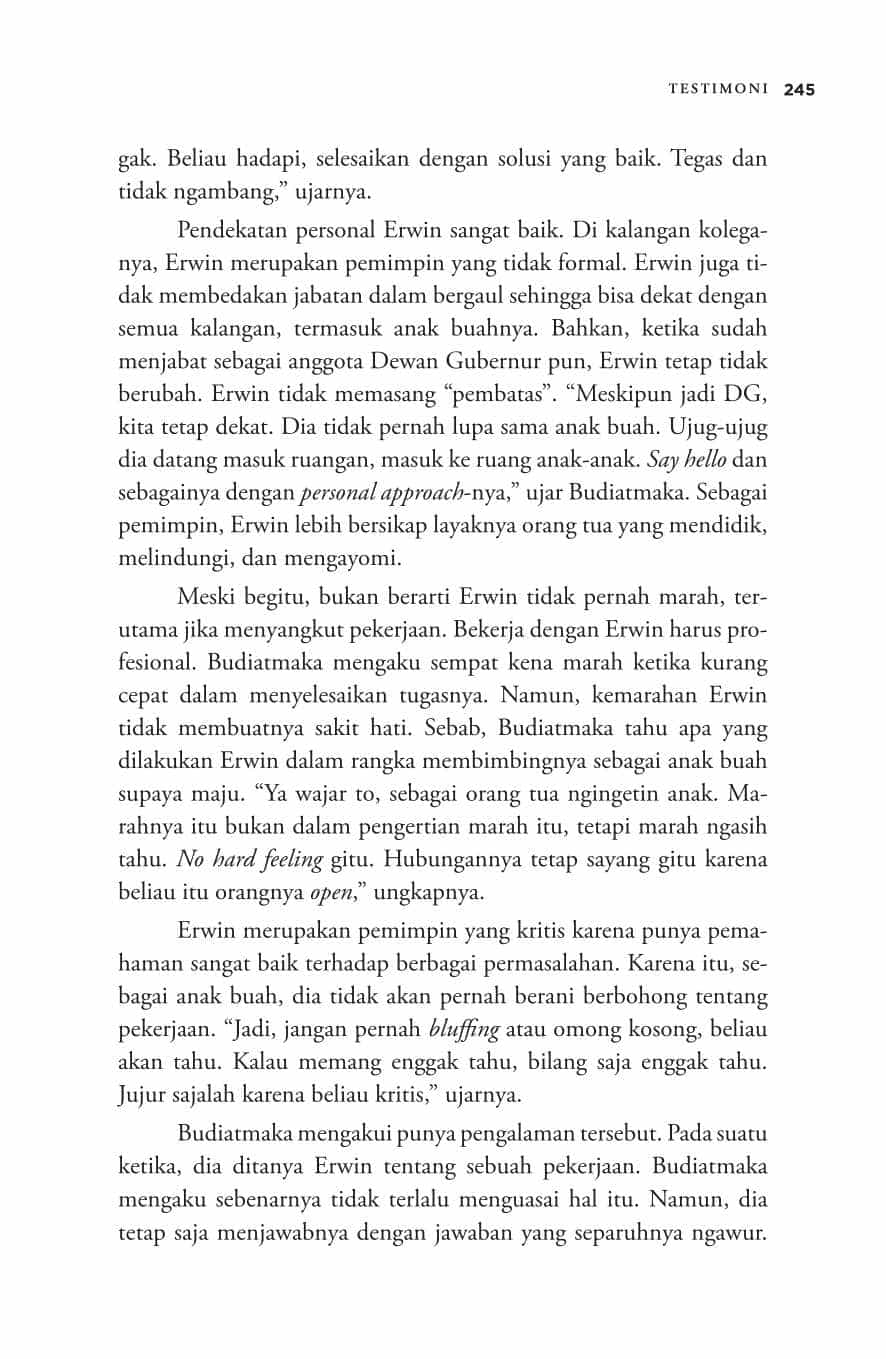 TESTIMONI 245
gak. Beliau hadapi, selesaikan dengan solusi yang baik. Tegas dan
tidak ngambang,” ujarnya.
Pendekatan personal Erwin sangat baik. Di kalangan kolega-
nya, Erwin merupakan pemimpin yang tidak formal. Erwin juga ti-
dak membedakan jabatan dalam bergaul sehingga bisa dekat dengan
semua kalangan, termasuk anak buahnya. Bahkan, ketika sudah
menjabat sebagai anggota Dewan Gubernur pun, Erwin tetap tidak
berubah. Erwin tidak memasang “pembatas”. “Meskipun jadi DG,
kita tetap dekat. Dia tidak pernah lupa sama anak buah. Ujug-ujug
dia datang masuk ruangan, masuk ke ruang anak-anak. Say hello dan
sebagainya dengan personal approach-nya,” ujar Budiatmaka. Sebagai
pemimpin, Erwin lebih bersikap layaknya orang tua yang mendidik,
melindungi, dan mengayomi.
Meski begitu, bukan berarti Erwin tidak pernah marah, ter-
utama jika menyangkut pekerjaan. Bekerja dengan Erwin harus pro-
fesional. Budiatmaka mengaku sempat kena marah ketika kurang
cepat dalam menyelesaikan tugasnya. Namun, kemarahan Erwin
tidak membuatnya sakit hati. Sebab, Budiatmaka tahu apa yang
dilakukan Erwin dalam rangka membimbingnya sebagai anak buah
supaya maju. “Ya wajar to, sebagai orang tua ngingetin anak. Ma-
rahnya itu bukan dalam pengertian marah itu, tetapi marah ngasih
tahu. No hard feeling gitu. Hubungannya tetap sayang gitu karena
beliau itu orangnya open,” ungkapnya.
Erwin merupakan pemimpin yang kritis karena punya pema-
haman sangat baik terhadap berbagai permasalahan. Karena itu, se-
bagai anak buah, dia tidak akan pernah berani berbohong tentang
pekerjaan. “Jadi, jangan pernah bluffing atau omong kosong, beliau
akan tahu. Kalau memang enggak tahu, bilang saja enggak tahu.
Jujur sajalah karena beliau kritis,” ujarnya.
Budiatmaka mengakui punya pengalaman tersebut. Pada suatu
ketika, dia ditanya Erwin tentang sebuah pekerjaan. Budiatmaka
mengaku sebenarnya tidak terlalu menguasai hal itu. Namun, dia
tetap saja menjawabnya dengan jawaban yang separuhnya ngawur.